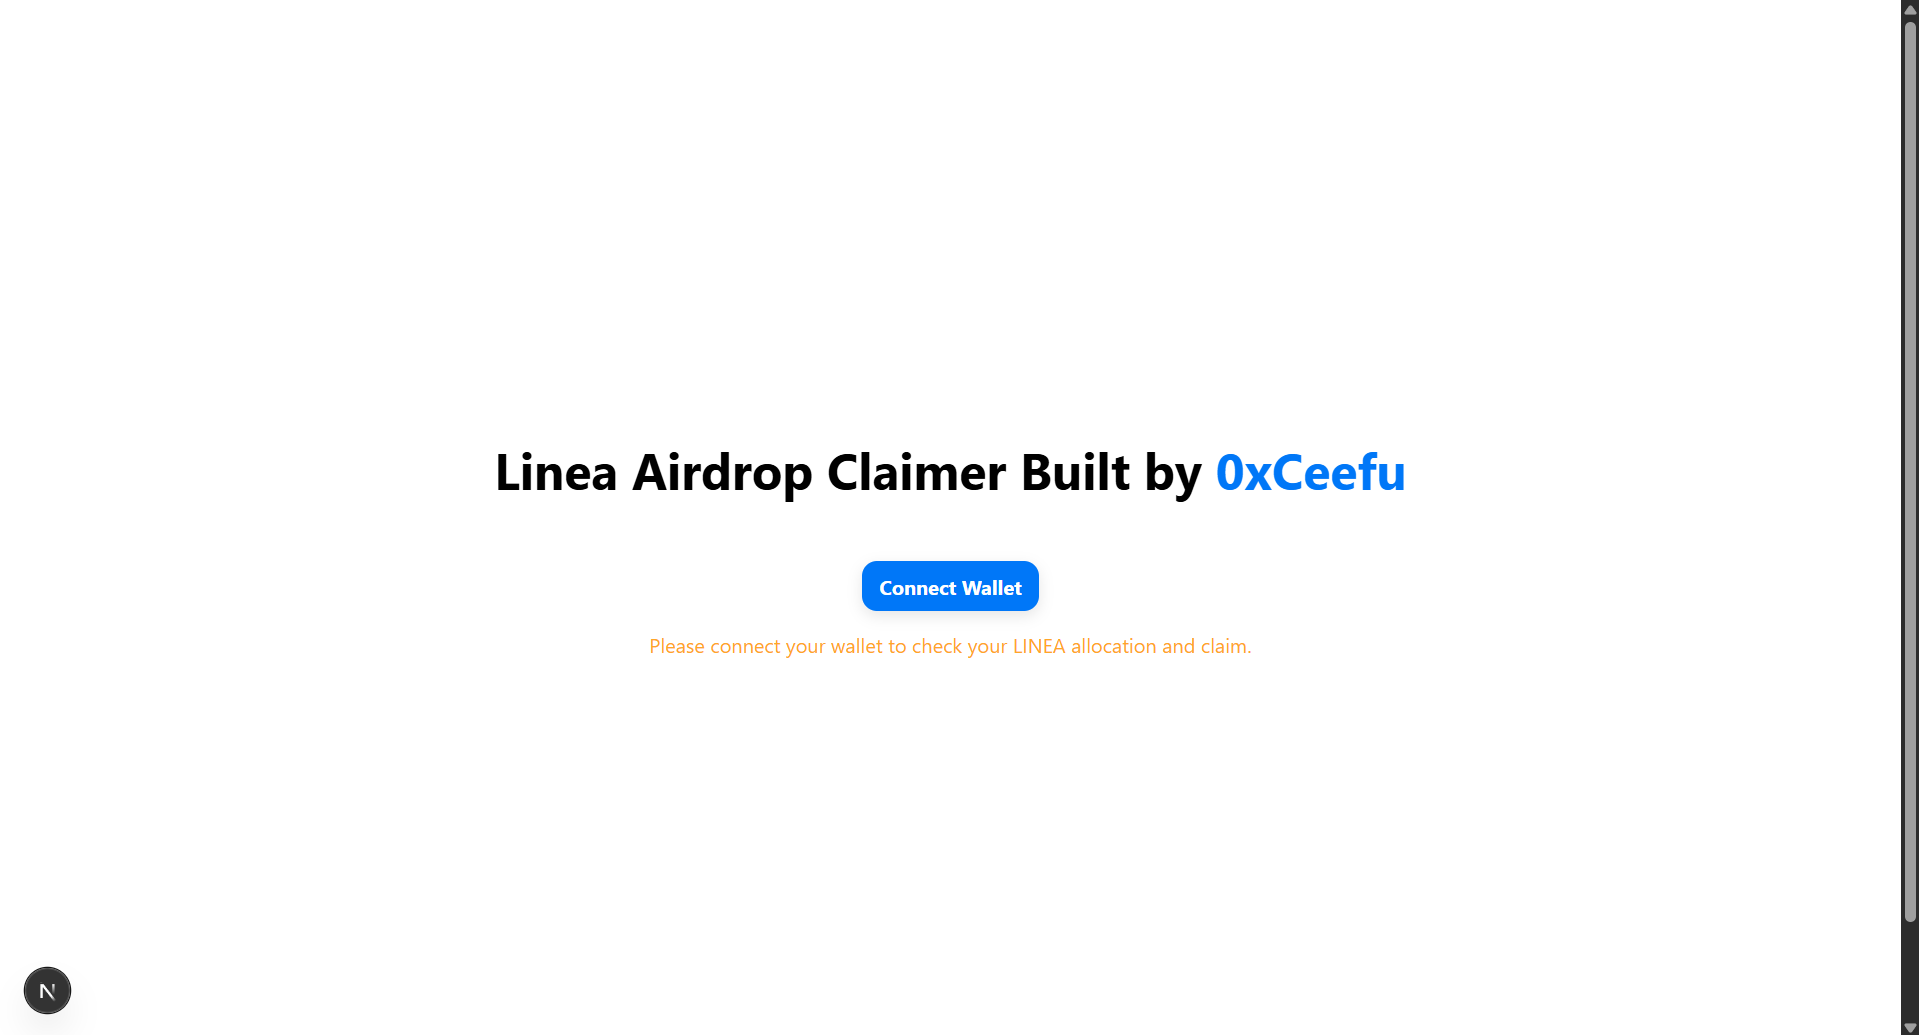 Linea Airdrop Claimer Built by 0xCeefu
Connect Wallet
Please connect your wallet to check your LINEA allocation and claim.
N